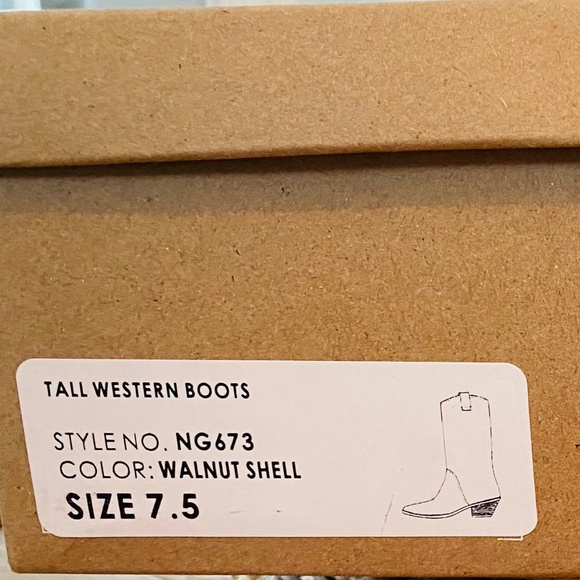 TALL WESTERN BOOTS
STYLE NO. NG673
COLOR: WALNUT SHELL
SIZE 7.5